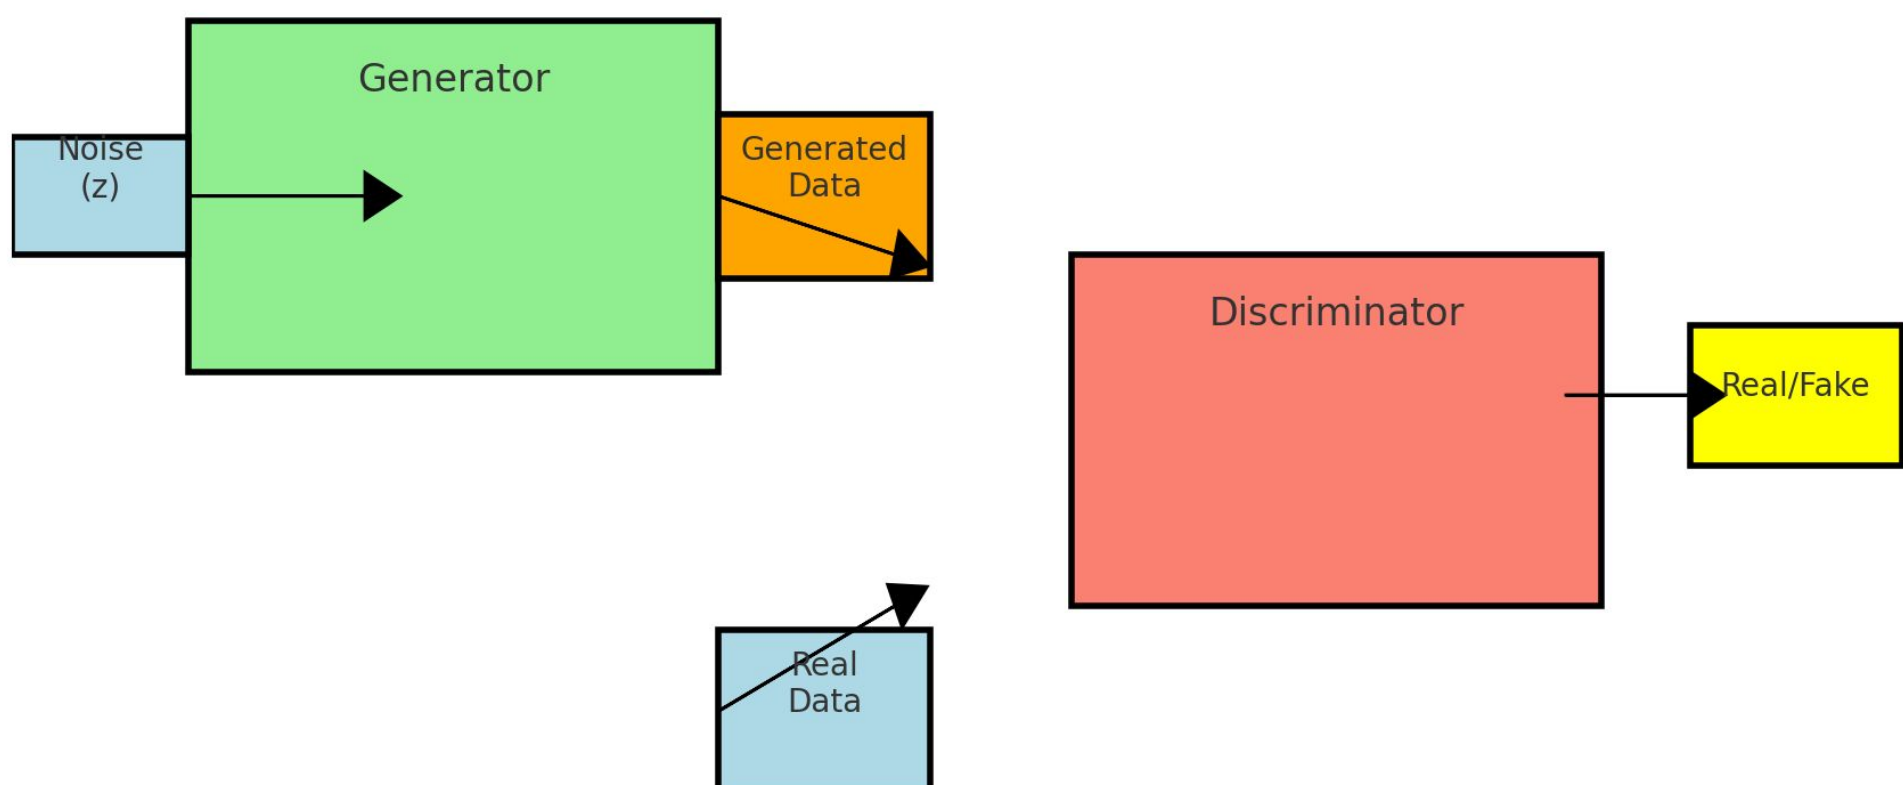 Generator
Noise
(z)
Generated
Data
Discriminator
Real/Fake
Real
Data